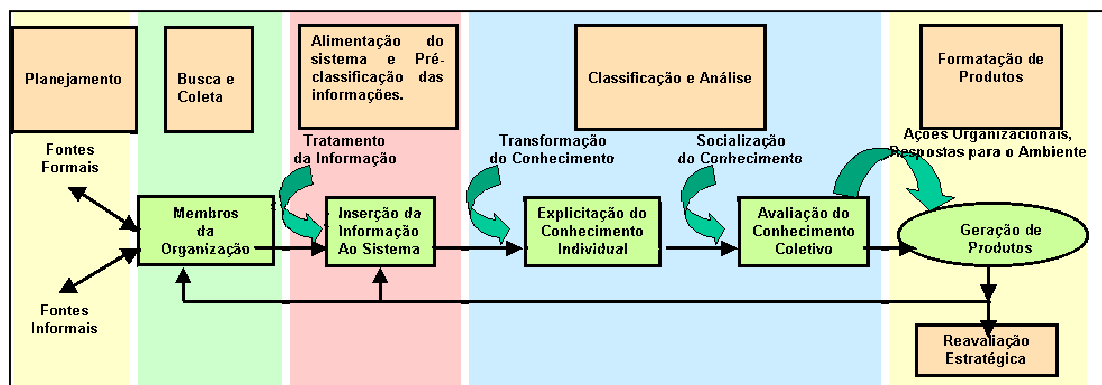 Planejamento
Busca e
Coleta
Alimentação do
sistema e Pré-
classificação das
informações.
Classificação e Análise
Formatação de
Produtos
Fontes
Formais
Tratamento
da Informação
Transformação
do Conhecimento
Socialização
do Conhecimento
Ações Organizacionais,
Respostas para o Ambiente
Membros
da
Organização
Inserção da
Informação
Ao Sistema
Explicitação do
Conhecimento
Individual
Avaliação do
Conhecimento
Coletivo
Geração de
Produtos
Fontes
Informais
Reavaliação
Estratégica